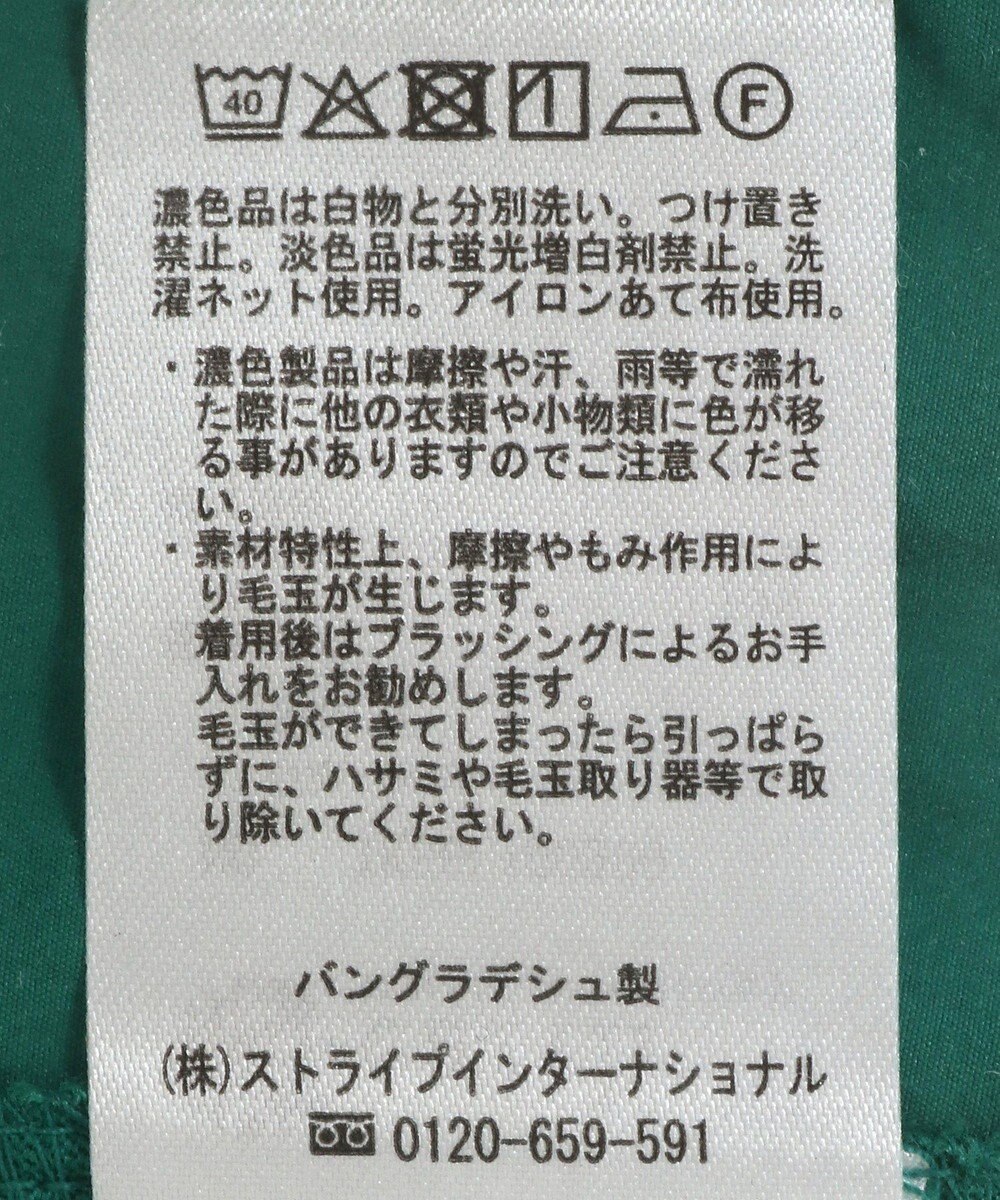 40 F
濃色品は白物と分別洗い。つけ置き
禁止。淡色品は蛍光増白剤禁止。洗
濯ネット使用。アイロンあて布使用。
・濃色製品は摩擦や汗、雨等で濡れ
た際に他の衣類や小物類に色が移
る事がありますのでご注意くださ
い。
・素材特性上、摩擦やもみ作用によ
り毛玉が生じます。
着用後はブラッシングによるお手
入れをお勧めします。
毛玉ができてしまったら引っぱら
ずに、ハサミや毛玉取り器等で取
り除いてください。
バングラデシュ製
(株)ストライプインターナショナル
0120-659-591